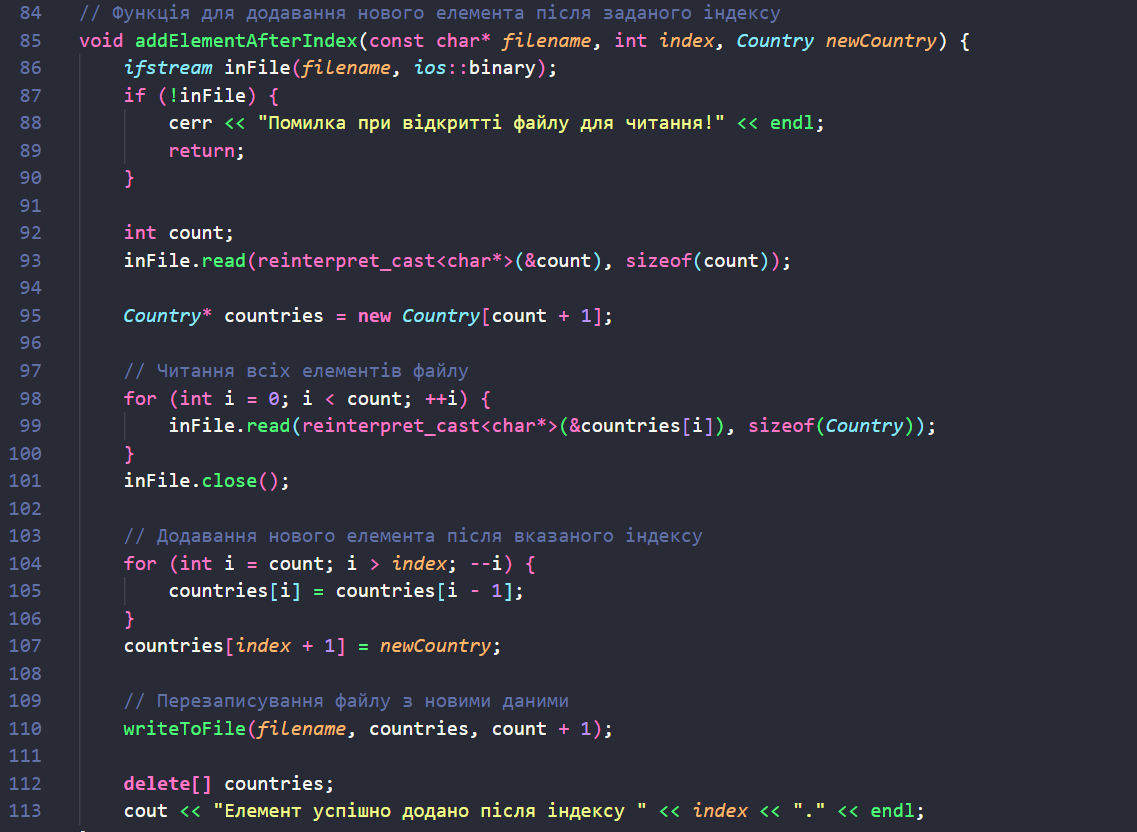 84 // Функція для додавання нового елемента після заданого індексу
85 void addElementAfterIndex(const char* filename, int index, Country newCountry) {
86     ifstream inFile(filename, ios::binary);
87     if (!inFile) {
88         cerr << "Помилка при відкритті файлу для читання!" << endl;
89         return;
90     }
91
92     int count;
93     inFile.read(reinterpret_cast<char*>(&count), sizeof(count));
94
95     Country* countries = new Country[count + 1];
96
97     // Читання всіх елементів файлу
98     for (int i = 0; i < count; ++i) {
99         inFile.read(reinterpret_cast<char*>(&countries[i]), sizeof(Country));
100     }
101     inFile.close();
102
103     // Додавання нового елемента після вказаного індексу
104     for (int i = count; i > index; --i) {
105         countries[i] = countries[i - 1];
106     }
107     countries[index + 1] = newCountry;
108
109     // Перезаписування файлу з новими даними
110     writeToFile(filename, countries, count + 1);
111
112     delete[] countries;
113     cout << "Елемент успішно додано після індексу " << index << "." << endl;